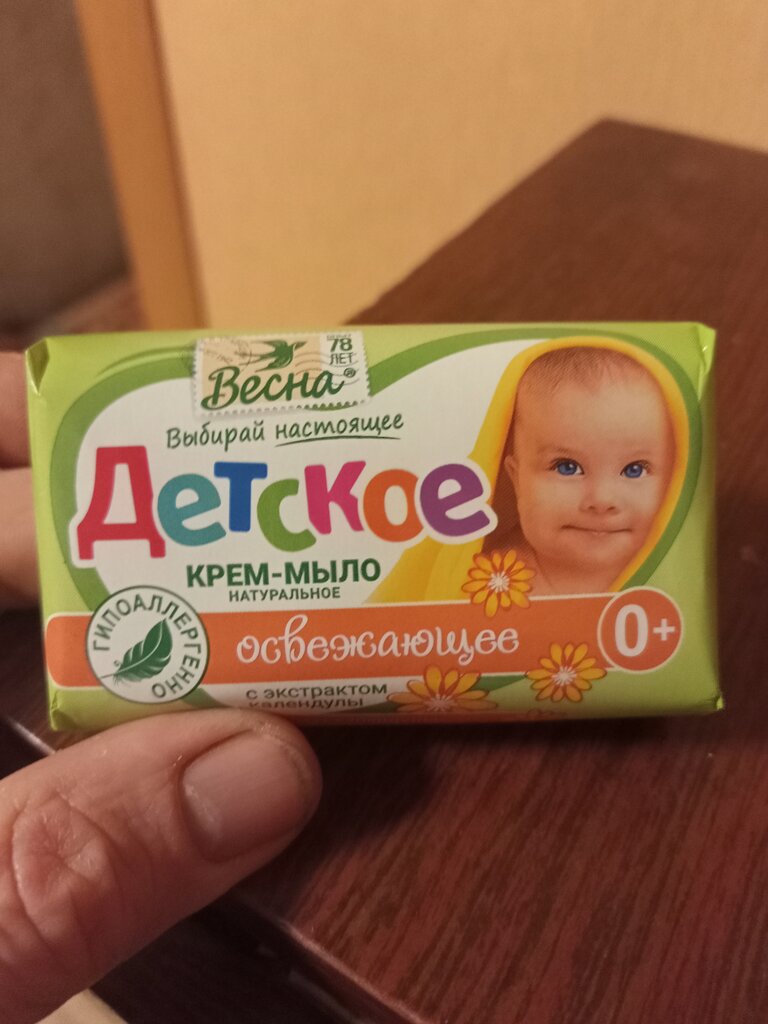 78
ЛЕТ
Весна®
Выбирай настоящее
Детское
КРЕМ-МЫЛО
НАТУРАЛЬНОЕ
ГИПОАЛЛЕРГЕННО
освежающее
0+
с экстрактом
календулы